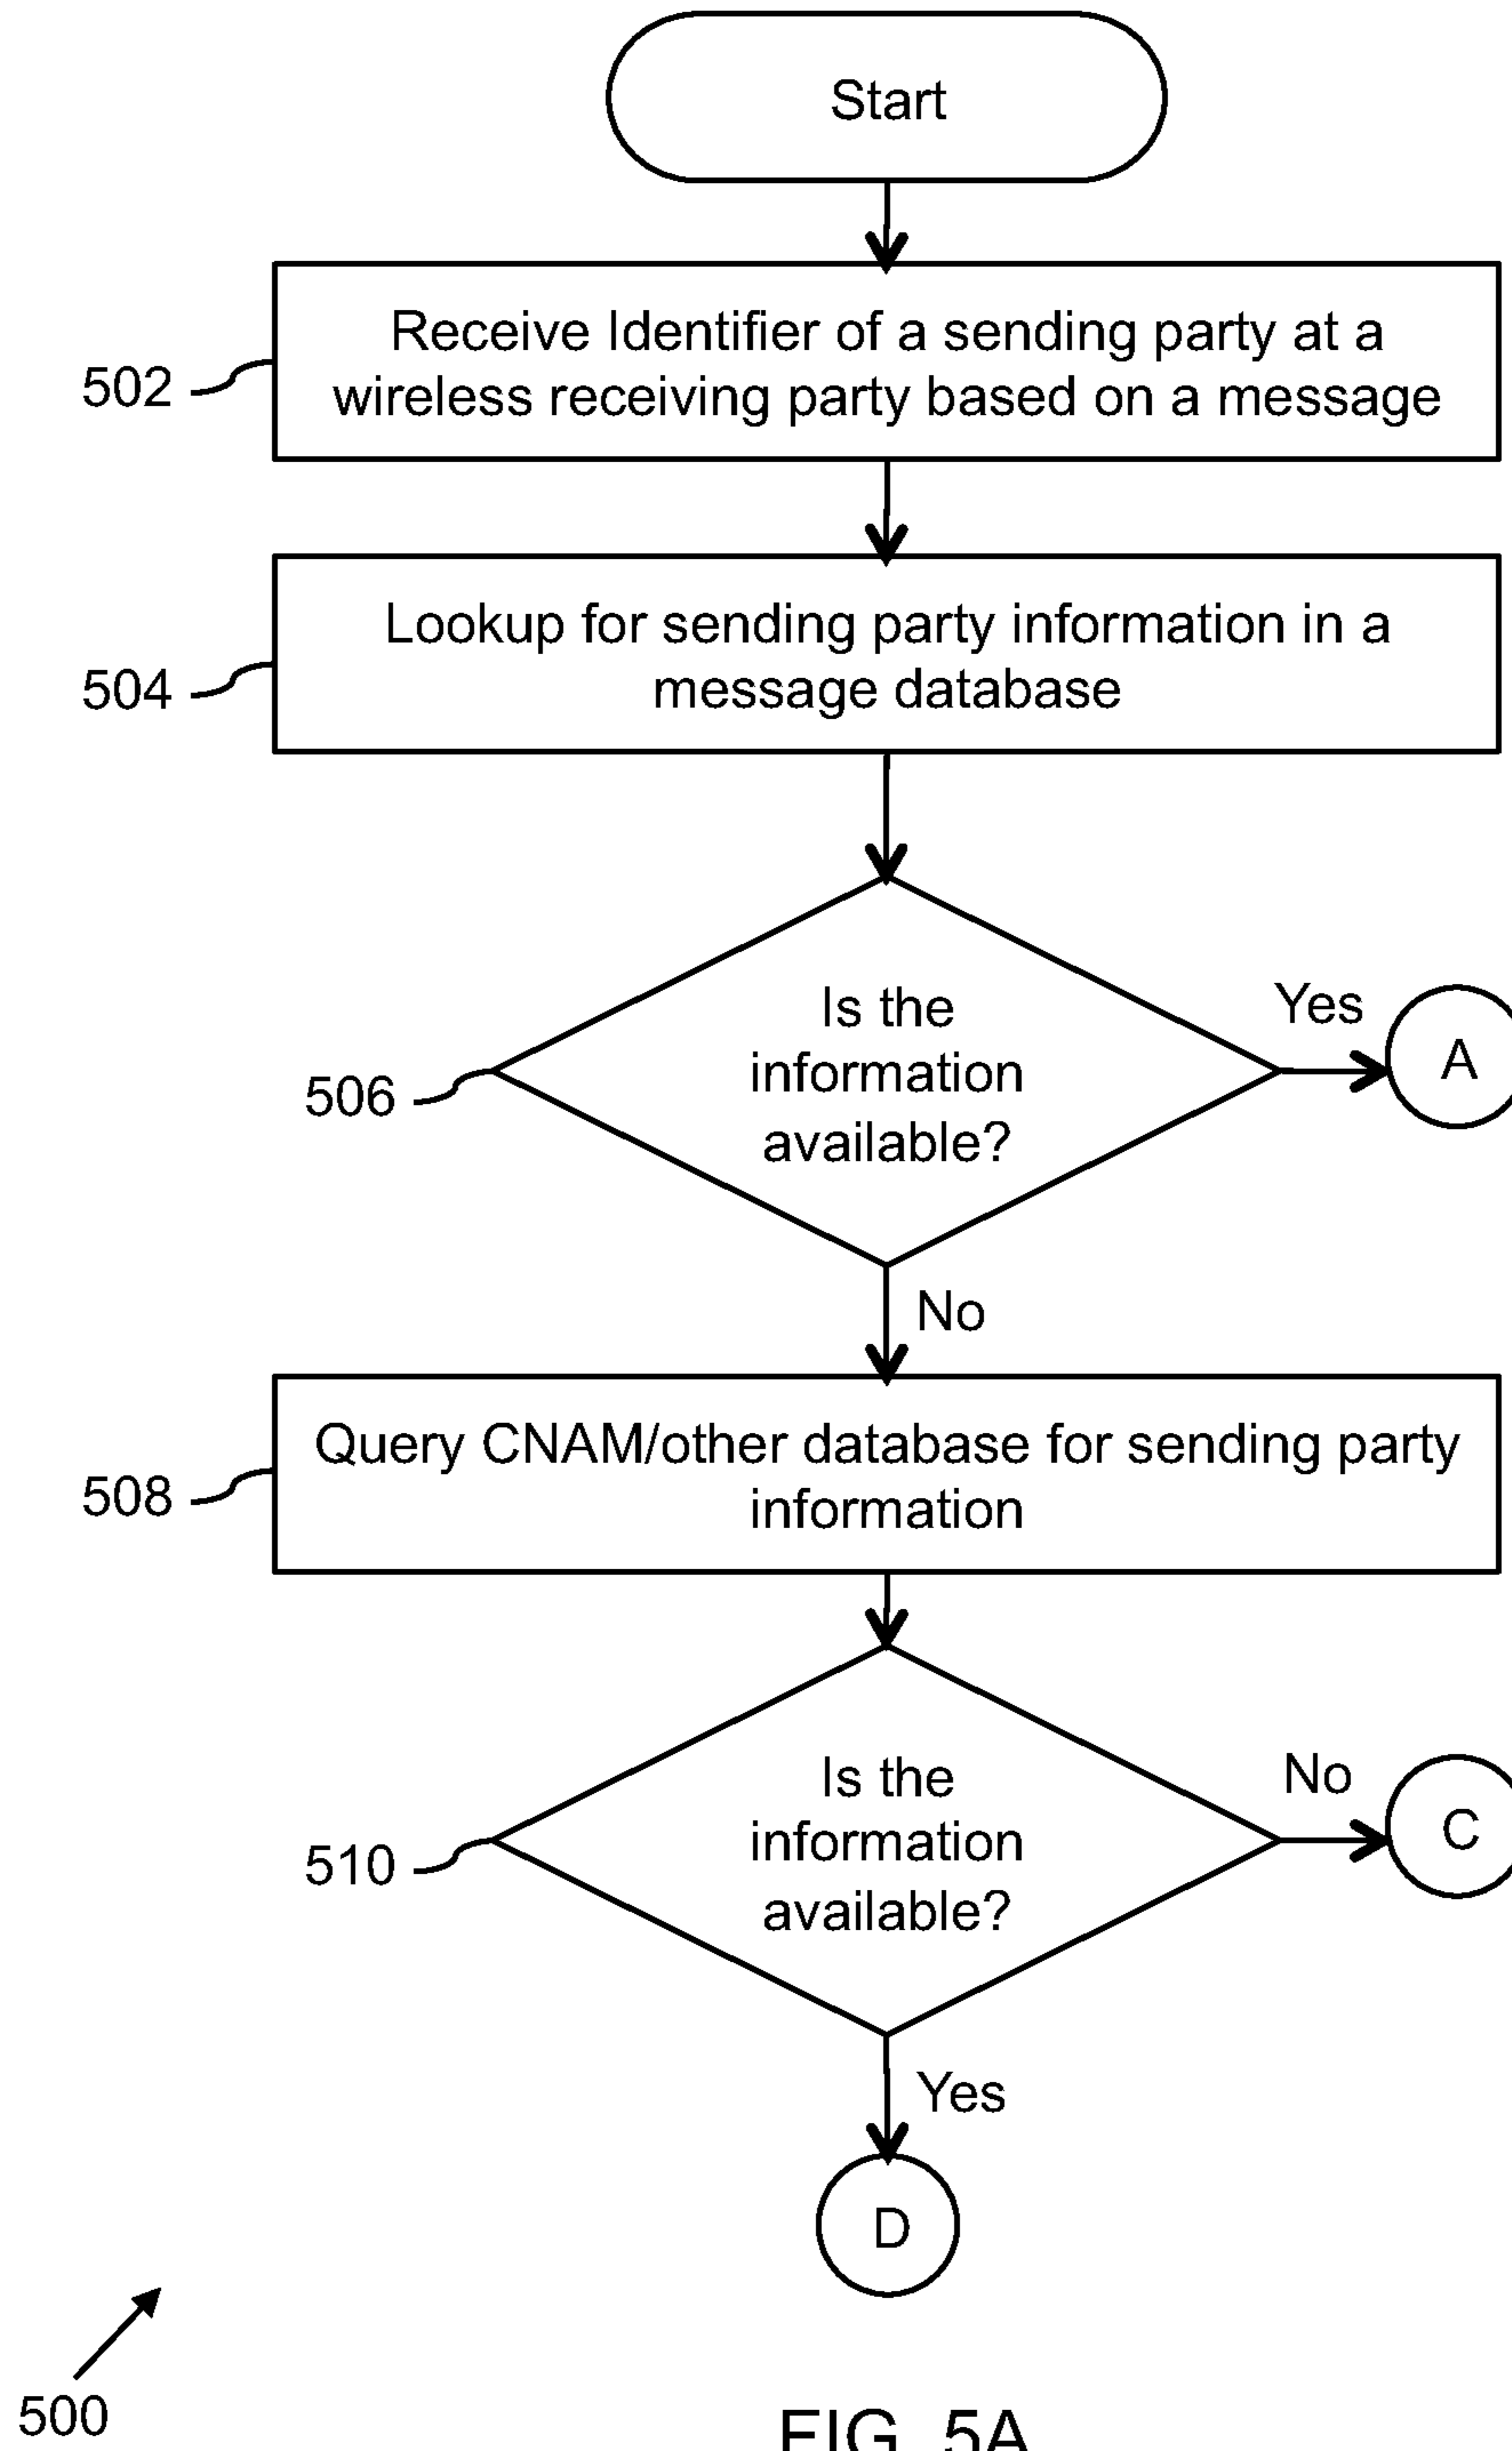 Start
Receive Identifier of a sending party at a
wireless receiving party based on a message
502
Lookup for sending party information in a
message database
504
Is the
information
available?
506
Yes
A
No
Query CNAM/other database for sending party
information
508
Is the
information
available?
510
No
C
Yes
D
500
FIG. 5A